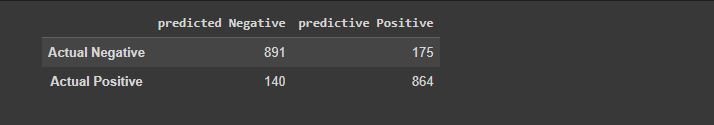 predicted Negative predictive Positive
Actual Negative 891 175
Actual Positive 140 864